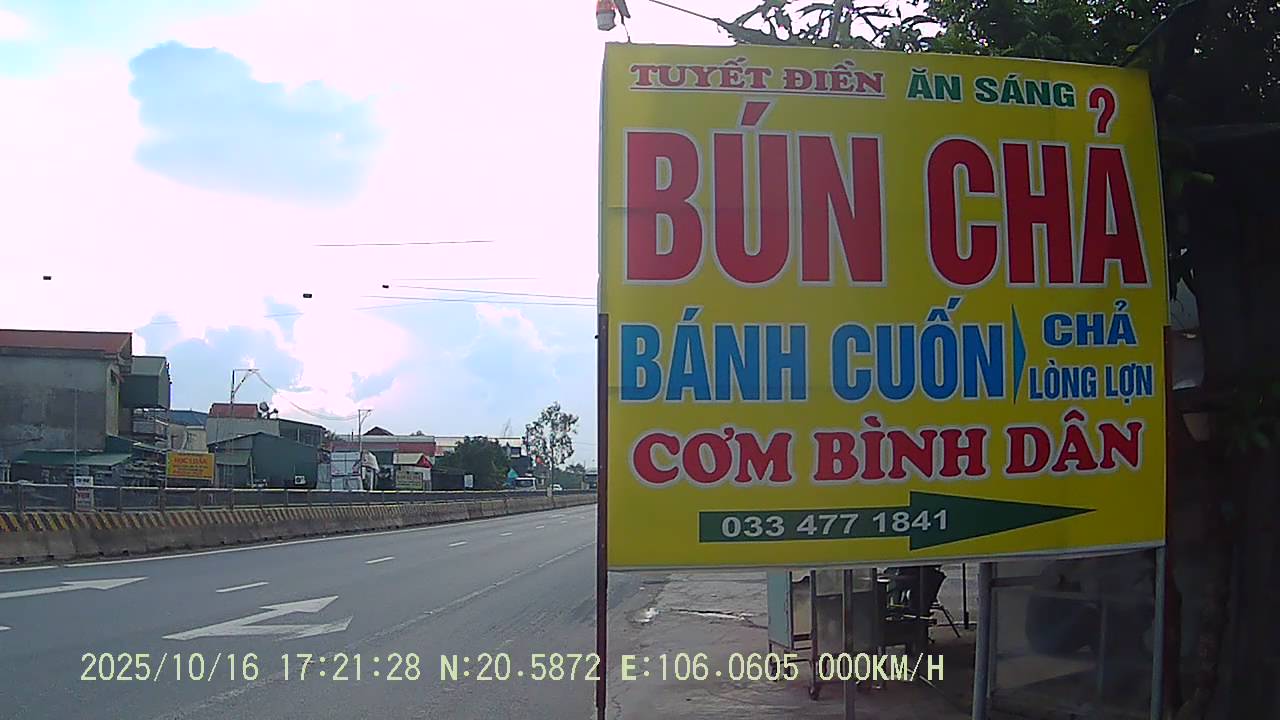 TUYẾT ĐIỀN ĂN SÁNG
BÚN CHẢ
BÁNH CUỐN CHẢ
LÒNG LỢN
CƠM BÌNH DÂN
033 477 1841
2025/10/16 17:21:28 N:20.5872 E:106.0605 000KM/H